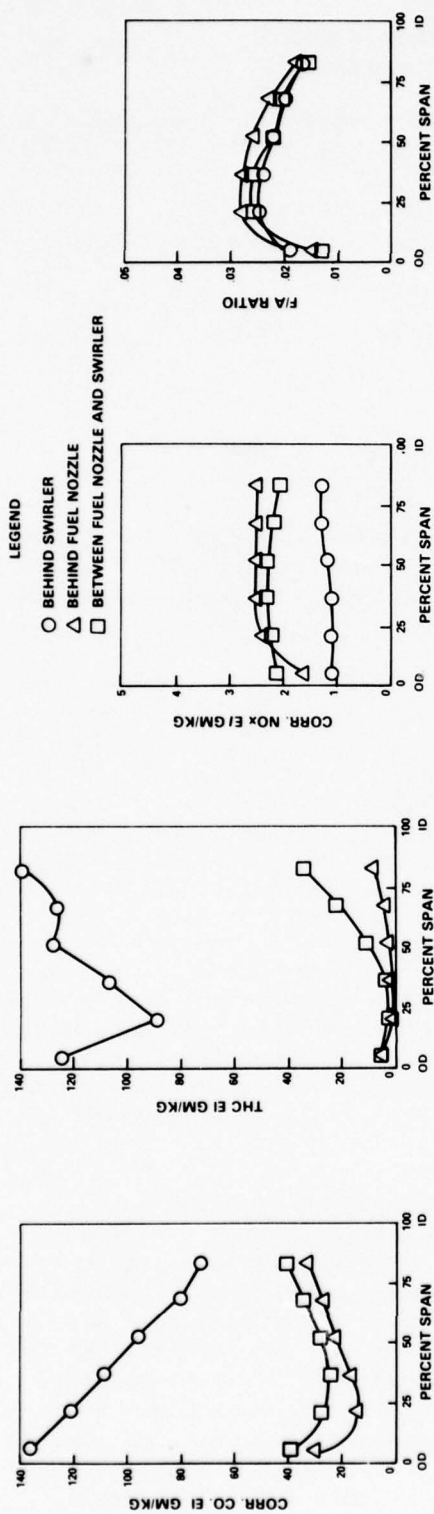 LEGEND
BEHIND SWIRLER
BEHIND FUEL NOZZLE
BETWEEN FUEL NOZZLE AND SWIRLER
CORR. CO. EI GM/KG
140
120
100
80
60
40
20
0
0 25 50 75 100
OD ID
PERCENT SPAN
THC EI GM/KG
140
120
100
80
60
40
20
0
0 25 50 75 100
OD ID
PERCENT SPAN
CORR. NOx EI GM/KG
5
4
3
2
1
0
0 25 50 75 .00
OD ID
PERCENT SPAN
F/A RATIO
.05
.04
.03
.02
.01
0
0 25 50 75 100
OD ID
PERCENT SPAN